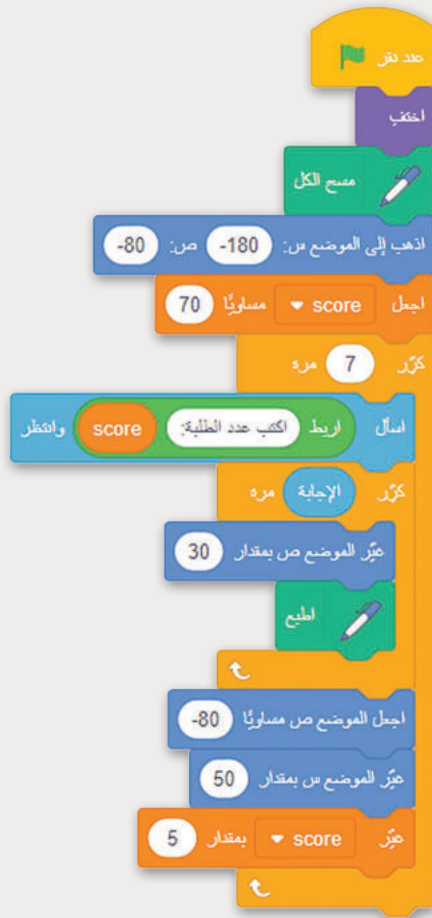 عند نقر
اختفِ
مسح الكل
اذهب إلى الموضع س: -180 ص: -80
اجعل score مساويًا 70
كرِّر 7 مرة
اسأل اربط اكتب عدد الطلبة: score وانتظر
كرِّر الإجابة مرة
غيِّر الموضع ص بمقدار 30
اطبع
اجعل الموضع ص مساويًا -80
غيِّر الموضع س بمقدار 50
غيِّر score بمقدار 5